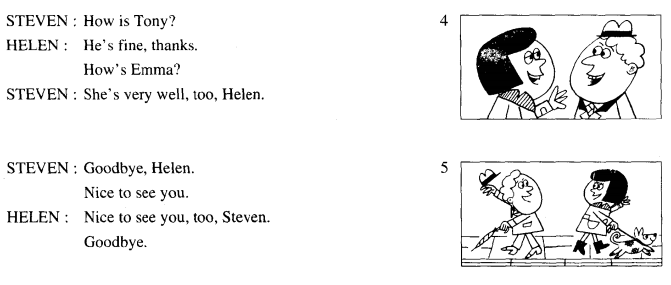 STEVEN : How is Tony? 4
HELEN : He's fine, thanks.
How's Emma?
STEVEN : She's very well, too, Helen.
STEVEN : Goodbye, Helen. 5
Nice to see you.
HELEN : Nice to see you, too, Steven.
Goodbye.